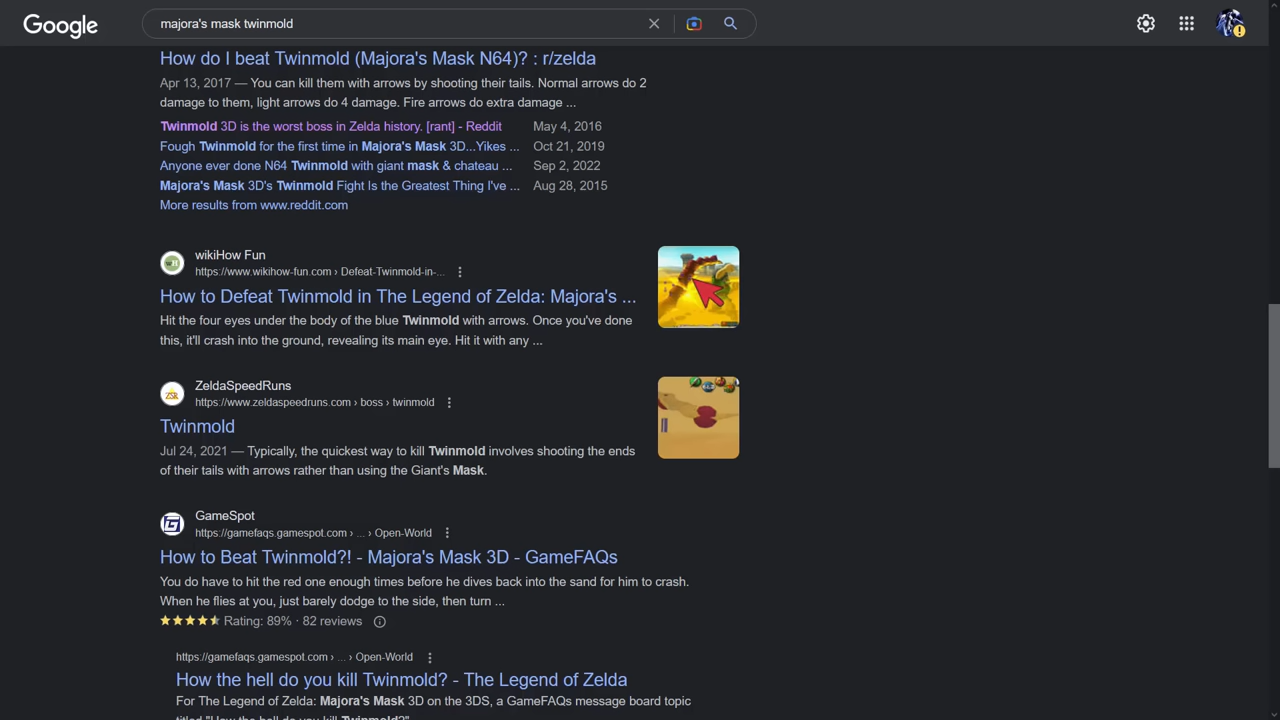 Google
majora's mask twinmold
How do I beat Twinmold (Majora's Mask N64)? : r/zelda
Apr 13, 2017 — You can kill them with arrows by shooting their tails. Normal arrows do 2
damage to them, light arrows do 4 damage. Fire arrows do extra damage ...
Twinmold 3D is the worst boss in Zelda history. [rant] - Reddit May 4, 2016
Fough Twinmold for the first time in Majora's Mask 3D...Yikes ... Oct 21, 2019
Anyone ever done N64 Twinmold with giant mask & chateau ... Sep 2, 2022
Majora's Mask 3D's Twinmold Fight Is the Greatest Thing I've ... Aug 28, 2015
More results from www.reddit.com
wikiHow Fun
https://www.wikihow-fun.com › Defeat-Twinmold-in-...
How to Defeat Twinmold in The Legend of Zelda: Majora's ...
Hit the four eyes under the body of the blue Twinmold with arrows. Once you've done
this, it'll crash into the ground, revealing its main eye. Hit it with any ...
ZeldaSpeedRuns
https://www.zeldaspeedruns.com › boss › twinmold
Twinmold
Jul 24, 2021 — Typically, the quickest way to kill Twinmold involves shooting the ends
of their tails with arrows rather than using the Giant's Mask.
GameSpot
https://gamefaqs.gamespot.com › ... › Open-World
How to Beat Twinmold?! - Majora's Mask 3D - GameFAQs
You do have to hit the red one enough times before he dives back into the sand for him to crash.
When he flies at you, just barely dodge to the side, then turn ...
Rating: 89% · 82 reviews
https://gamefaqs.gamespot.com › ... › Open-World
How the hell do you kill Twinmold? - The Legend of Zelda
For The Legend of Zelda: Majora's Mask 3D on the 3DS, a GameFAQs message board topic
titled "How the hell do you kill Twinmold?"